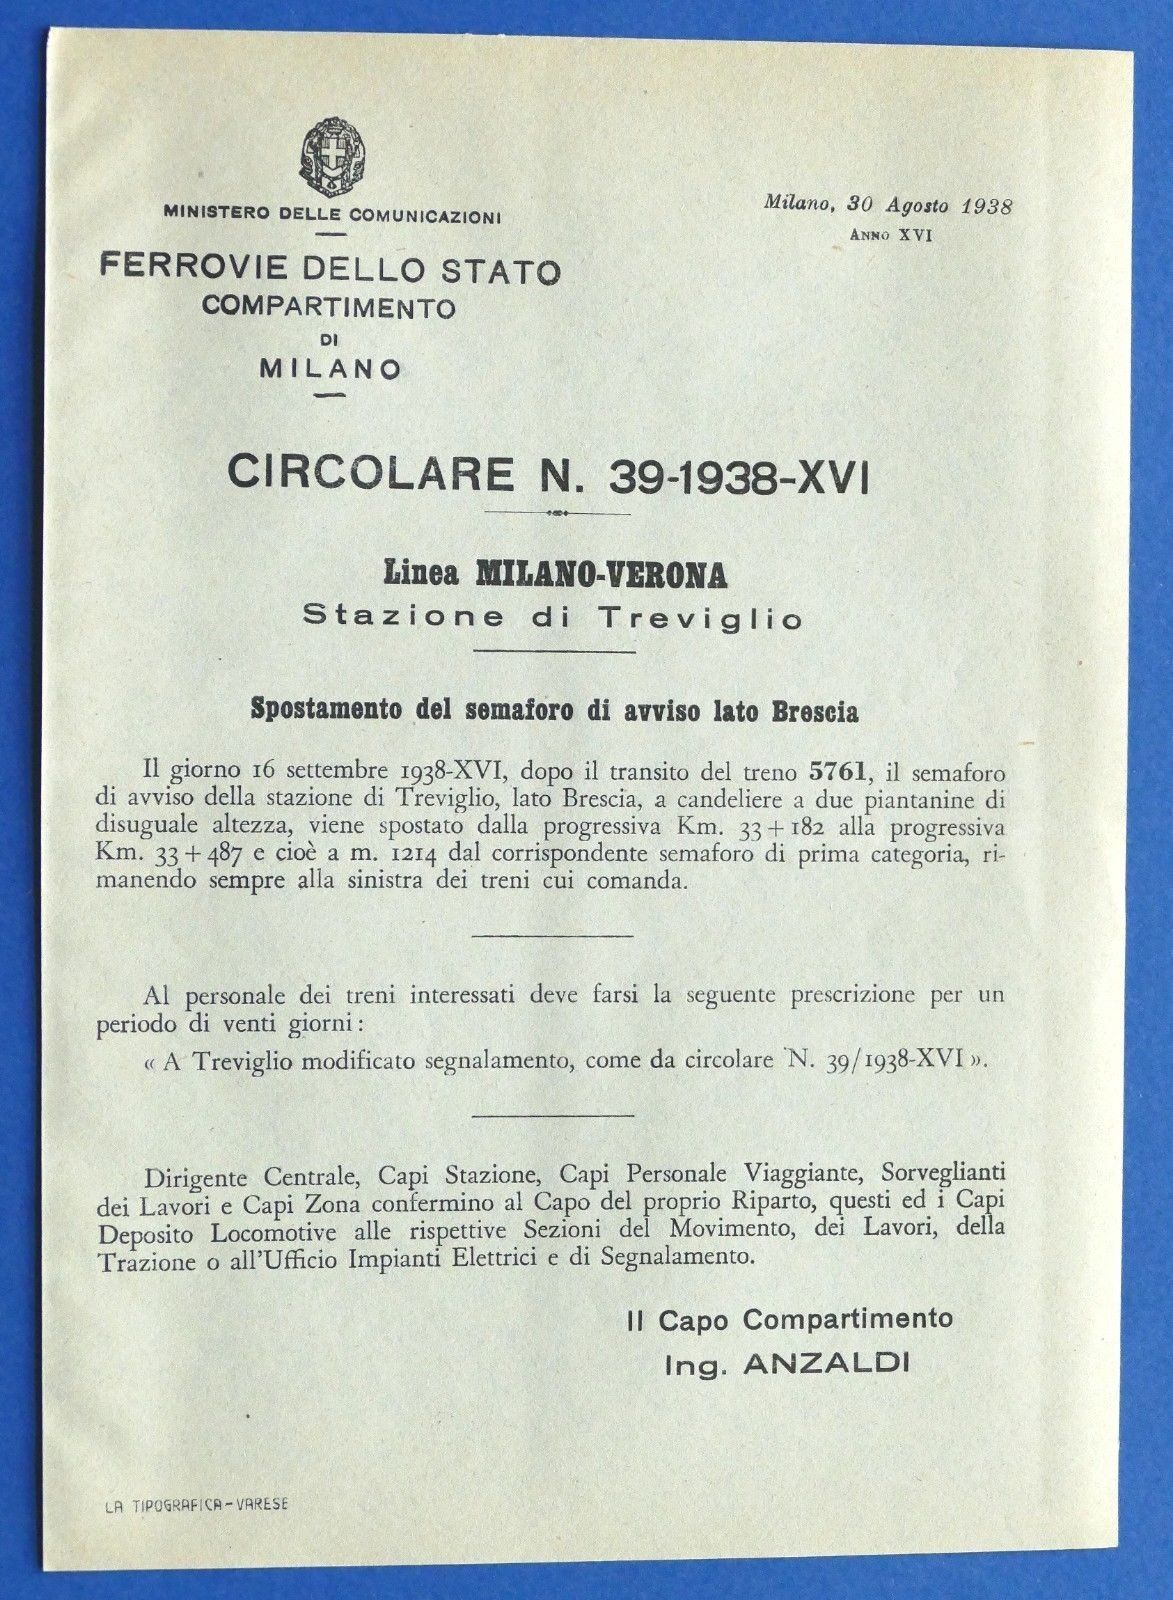 MINISTERO DELLE COMUNICAZIONI
FERROVIE DELLO STATO
COMPARTIMENTO
DI
MILANO
Milano, 30 Agosto 1938
ANNO XVI
CIRCOLARE N. 39-1938-XVI
Linea MILANO-VERONA
Stazione di Treviglio
Spostamento del semaforo di avviso lato Brescia
Il giorno 16 settembre 1938-XVI, dopo il transito del treno 5761, il semaforo
di avviso della stazione di Treviglio, lato Brescia, a candeliere a due piantanine di
disuguale altezza, viene spostato dalla progressiva Km. 33+182 alla progressiva
Km. 33+487 e cioè a m. 1214 dal corrispondente semaforo di prima categoria, ri-
manendo sempre alla sinistra dei treni cui comanda.
Al personale dei treni interessati deve farsi la seguente prescrizione per un
periodo di venti giorni:
« A Treviglio modificato segnalamento, come da circolare N. 39/1938-XVI ».
Dirigente Centrale, Capi Stazione, Capi Personale Viaggiante, Sorveglianti
dei Lavori e Capi Zona confermino al Capo del proprio Riparto, questi ed i Capi
Deposito Locomotive alle rispettive Sezioni del Movimento, dei Lavori, della
Trazione o all'Ufficio Impianti Elettrici e di Segnalamento.
Il Capo Compartimento
Ing. ANZALDI
LA TIPOGRAFICA-VARESE